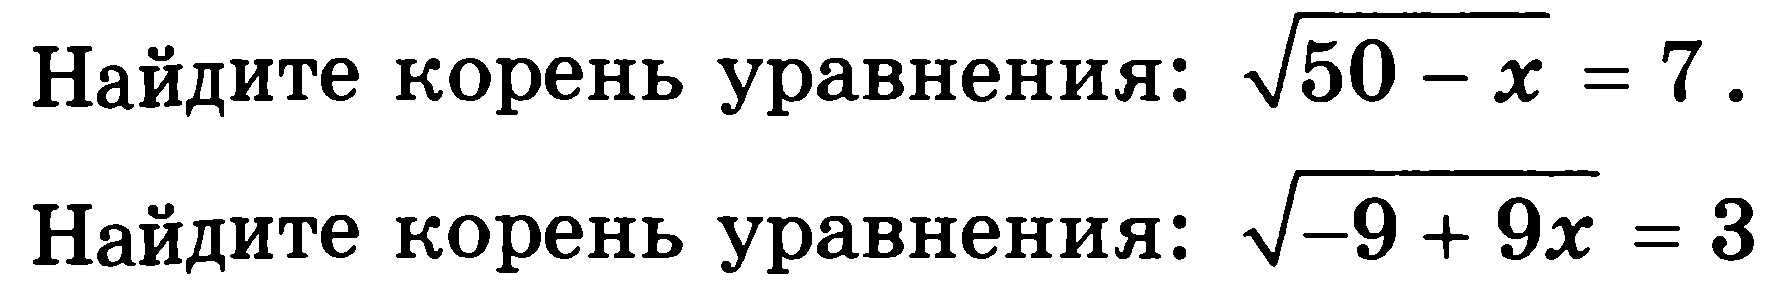 Найдите корень уравнения: √(50 − x) = 7.
Найдите корень уравнения: √(−9 + 9x) = 3